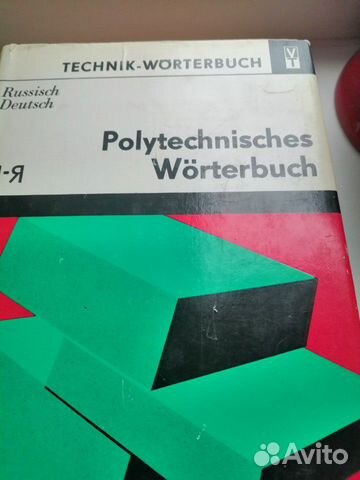 TECHNIK-WÖRTERBUCH
VT
Russisch
Deutsch
Polytechnisches
Wörterbuch
-Я
Avito